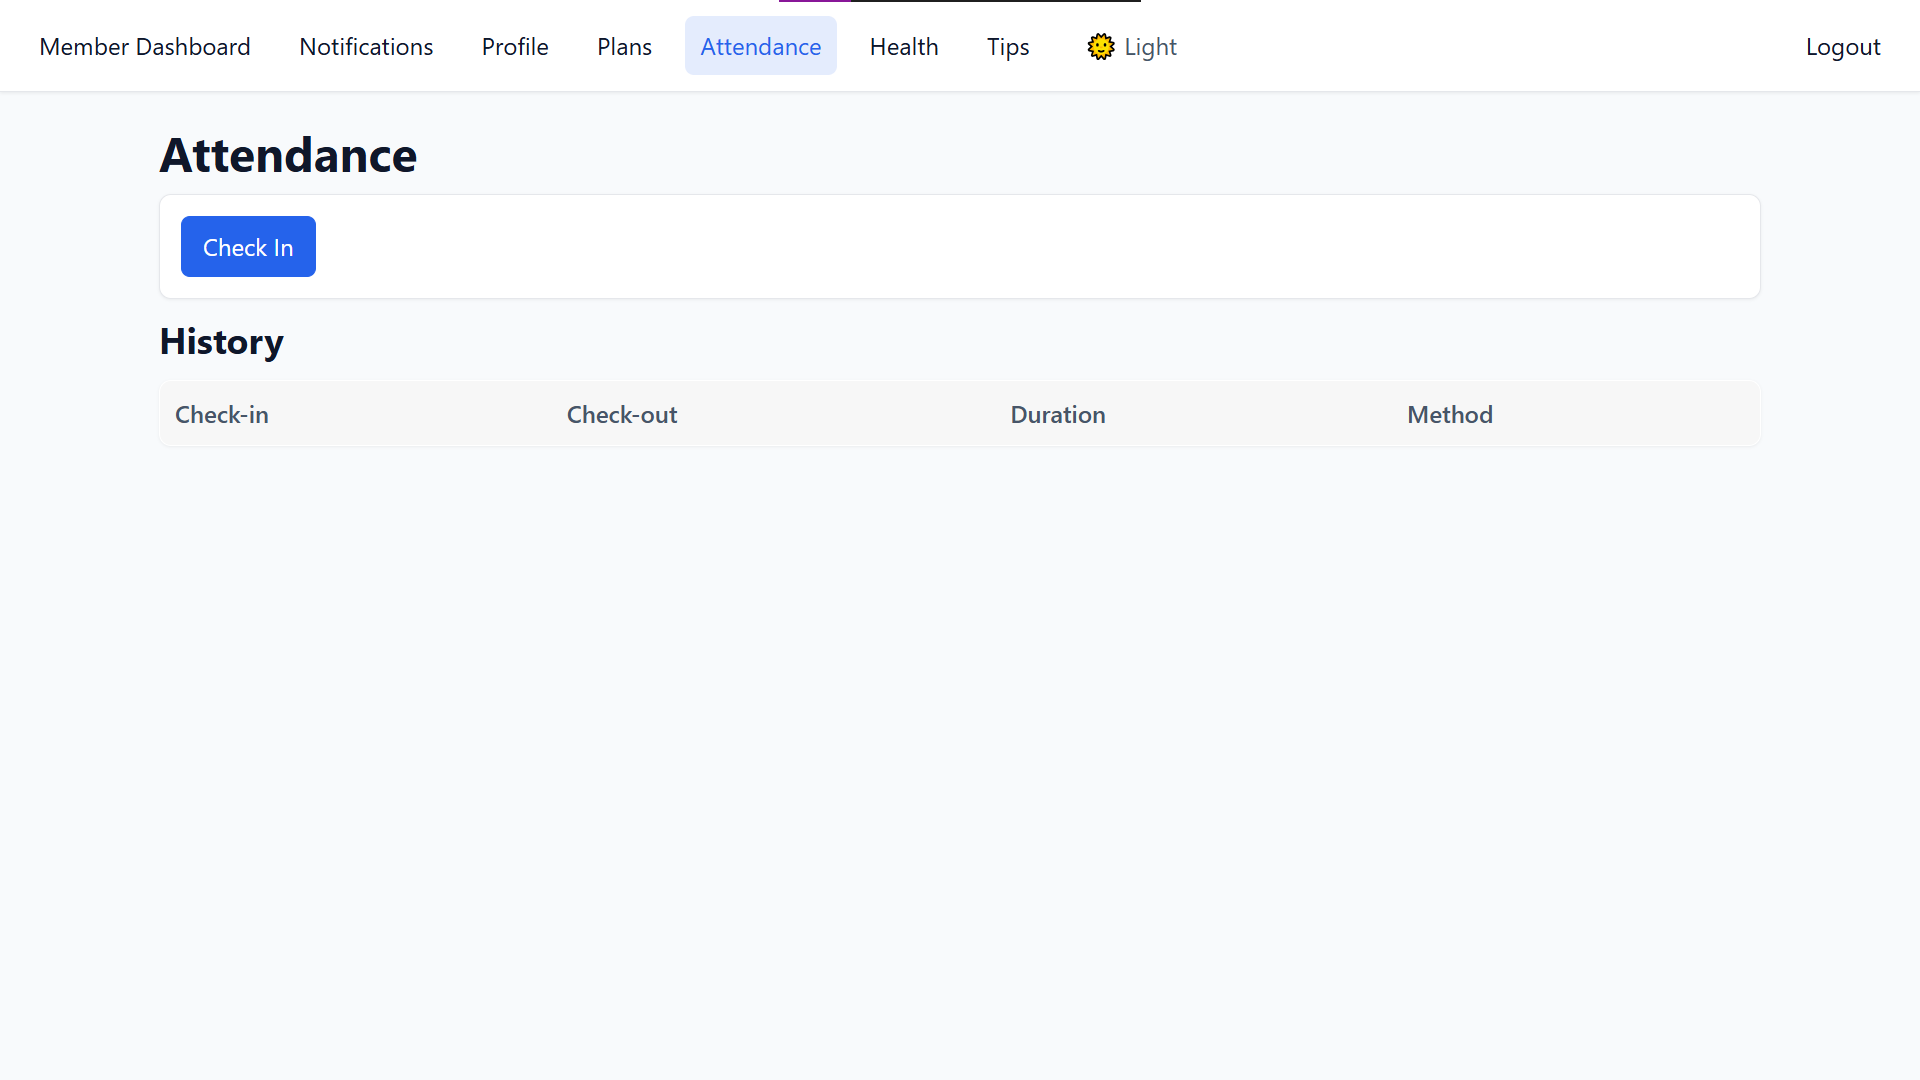 Member Dashboard Notifications Profile Plans Attendance Health Tips 🌞 Light Logout
Attendance
Check In
History
Check-in Check-out Duration Method